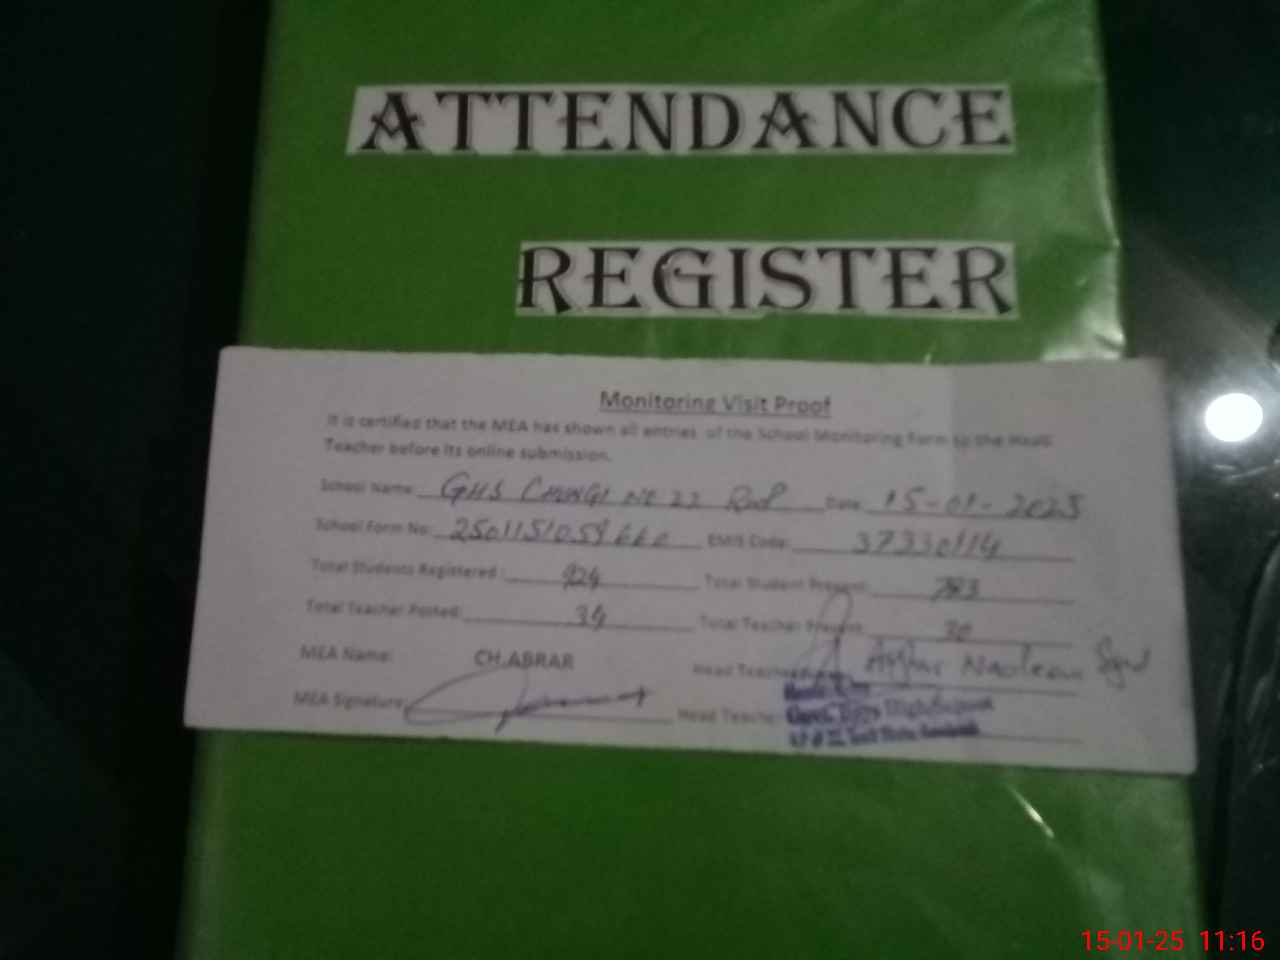 ATTENDANCE
REGISTER
Monitoring Visit Proof
It is certified that the MEA has shown all entries of the School Monitoring Form to the Head
Teacher before its online submission.
School Name: GHS CHUNGI NO 22 Rwp Date 15-01-2025
School Form No: EMIS Code: 37330114
Total Students Registered: 924 Total Student Present: 783
Total Teacher Posted: 34 Total Teacher Present: 30
MEA Name: CH.ABRAR Head Teacher
MEA Signature: Head Teacher
15-01-25 11:16